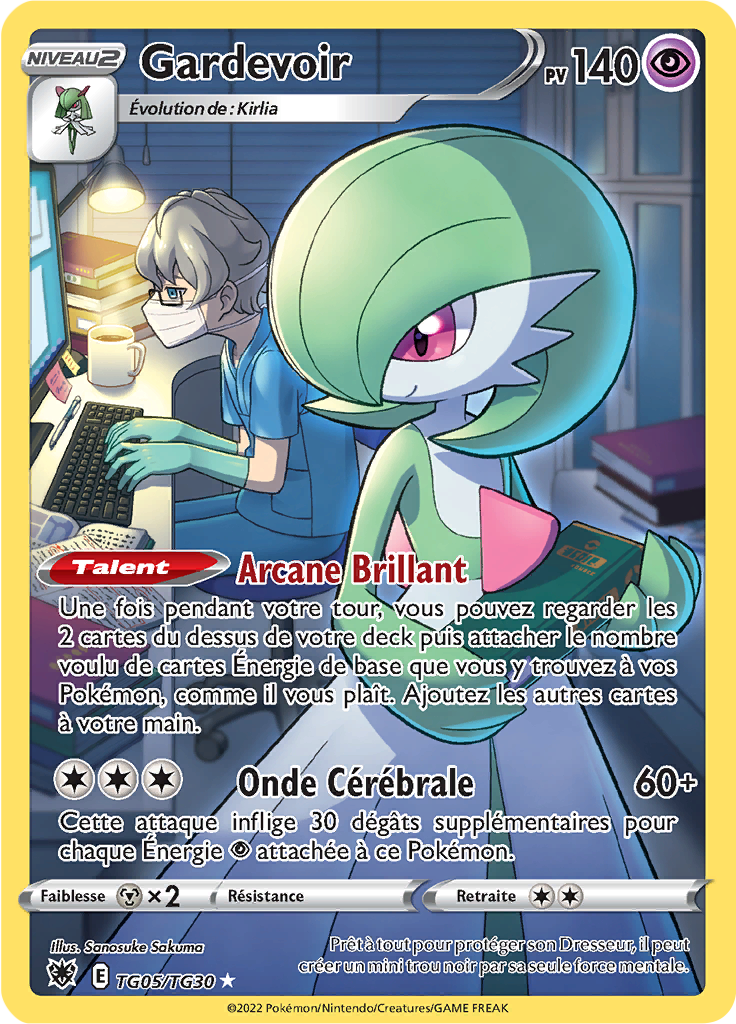 NIVEAU 2
Gardevoir
PV 140
Évolution de : Kirlia
Talent Arcane Brillant
Une fois pendant votre tour, vous pouvez regarder les
2 cartes du dessus de votre deck puis attacher le nombre
voulu de cartes Énergie de base que vous y trouvez à vos
Pokémon, comme il vous plaît. Ajoutez les autres cartes
à votre main.
Onde Cérébrale 60+
Cette attaque inflige 30 dégâts supplémentaires pour
chaque Énergie attachée à ce Pokémon.
Faiblesse ×2 Résistance Retraite
Illus. Sanosuke Sakuma
E TG05/TG30 ★
Prêt à tout pour protéger son Dresseur, il peut
créer un mini trou noir par sa seule force mentale.
©2022 Pokémon/Nintendo/Creatures/GAME FREAK